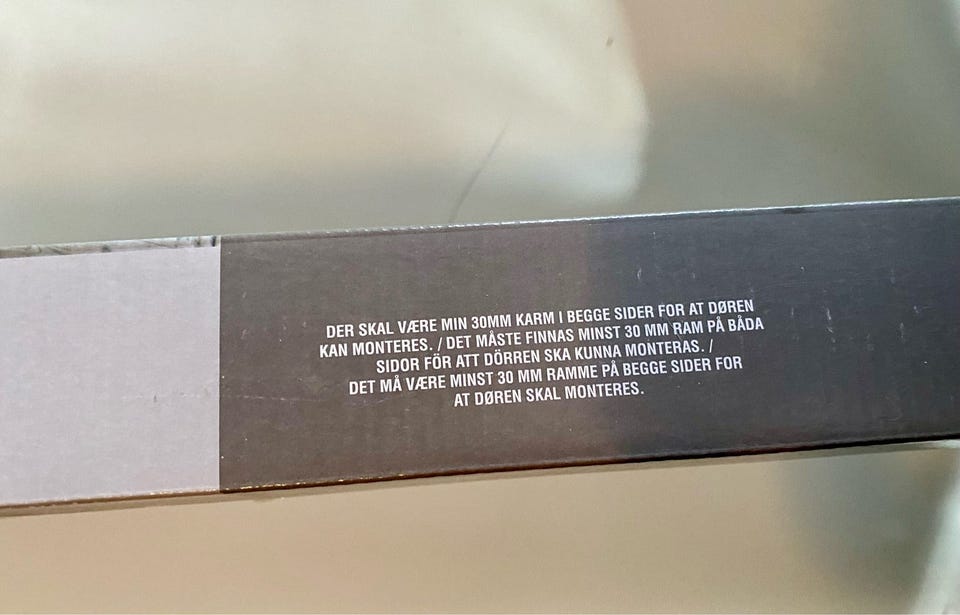 DER SKAL VÆRE MIN 30MM KARM I BEGGE SIDER FOR AT DØREN
KAN MONTERES. / DET MÅSTE FINNAS MINST 30 MM RAM PÅ BÅDA
SIDOR FÖR ATT DÖRREN SKA KUNNA MONTERAS. /
DET MÅ VÆRE MINST 30 MM RAMME PÅ BEGGE SIDER FOR
AT DØREN SKAL MONTERES.